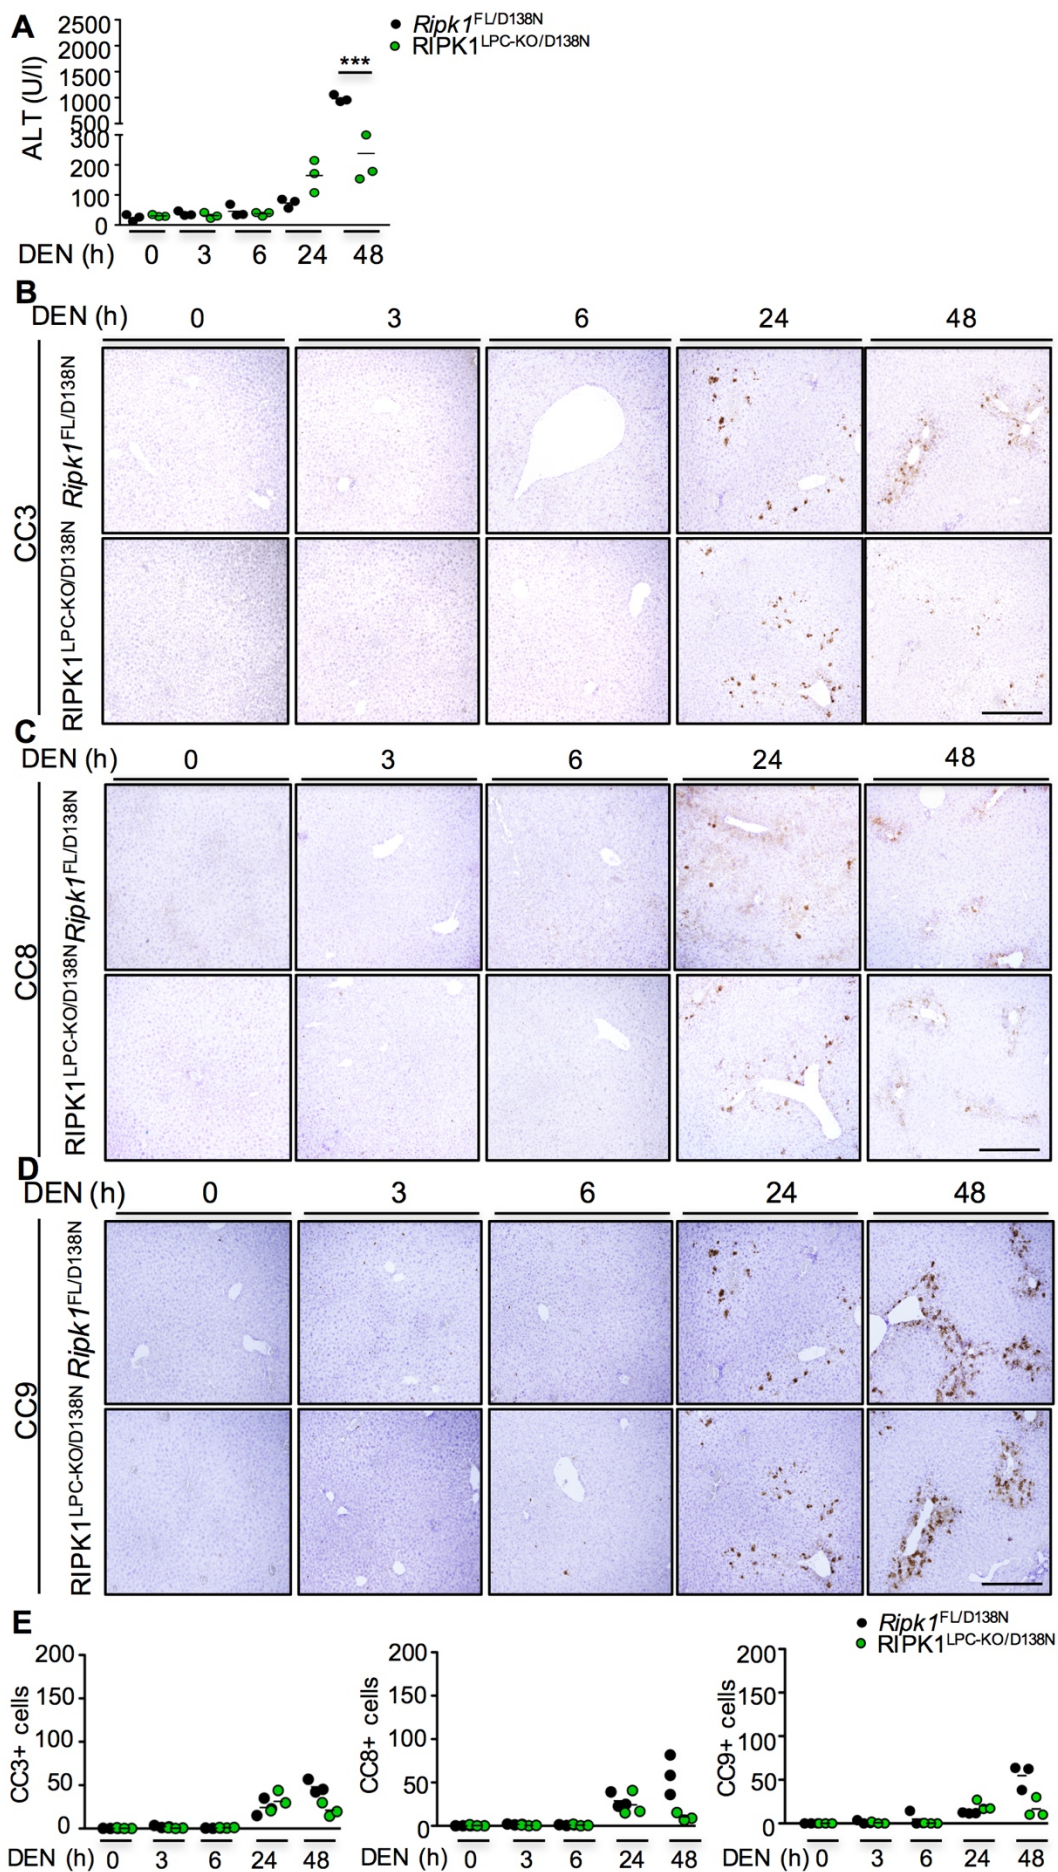 A
ALT (U/l)
2500
2000
1500
1000
500
300
200
100
0
***
Ripk1FL/D138N
RIPK1LPC-KO/D138N
DEN (h) 0 3 6 24 48
B
DEN (h) 0 3 6 24 48
CC3
Ripk1FL/D138N
RIPK1LPC-KO/D138N
C
DEN (h) 0 3 6 24 48
CC8
Ripk1FL/D138N
RIPK1LPC-KO/D138N
D
DEN (h) 0 3 6 24 48
CC9
Ripk1FL/D138N
RIPK1LPC-KO/D138N
E
Ripk1FL/D138N
RIPK1LPC-KO/D138N
CC3+ cells
200
150
100
50
0
DEN (h) 0 3 6 24 48
CC8+ cells
200
150
100
50
0
DEN (h) 0 3 6 24 48
CC9+ cells
200
150
100
50
0
DEN (h) 0 3 6 24 48